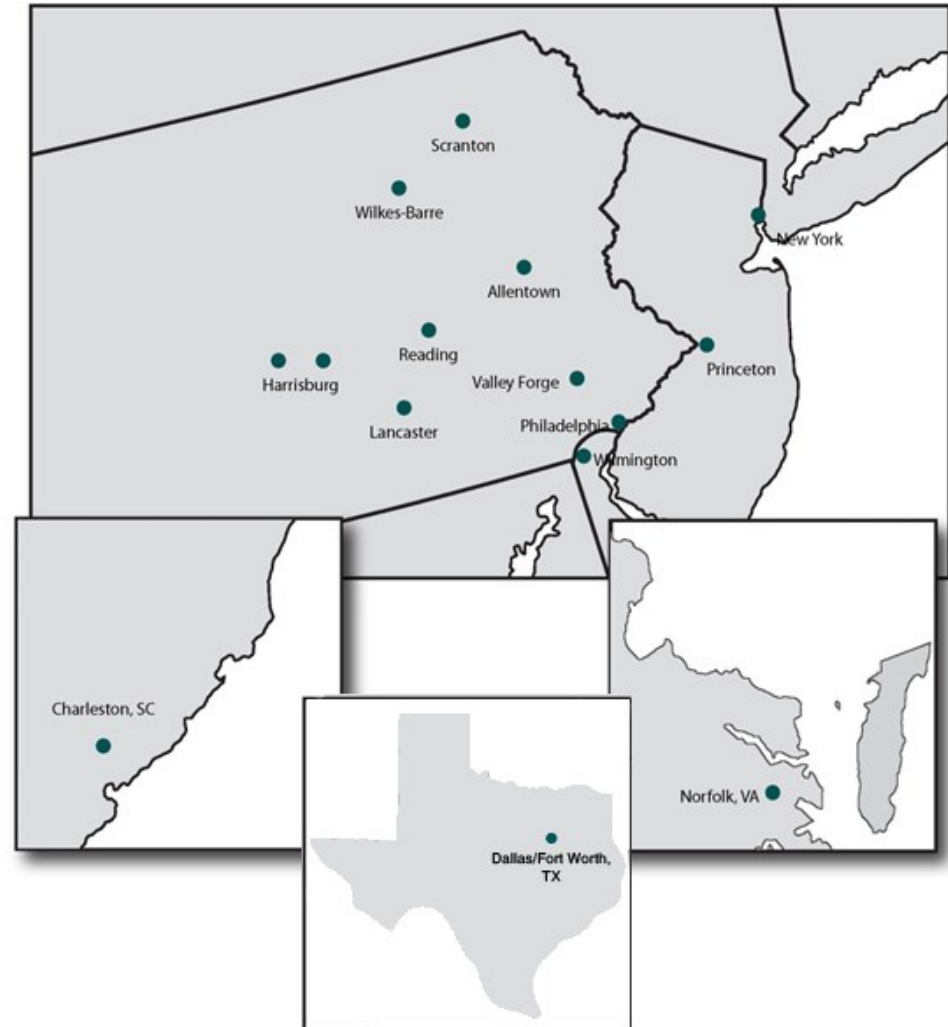 Scranton
Wilkes-Barre
New York
Allentown
Reading
Princeton
Harrisburg
Valley Forge
Lancaster
Philadelphia
Wilmington
Charleston, SC
Norfolk, VA
Dallas/Fort Worth,
TX